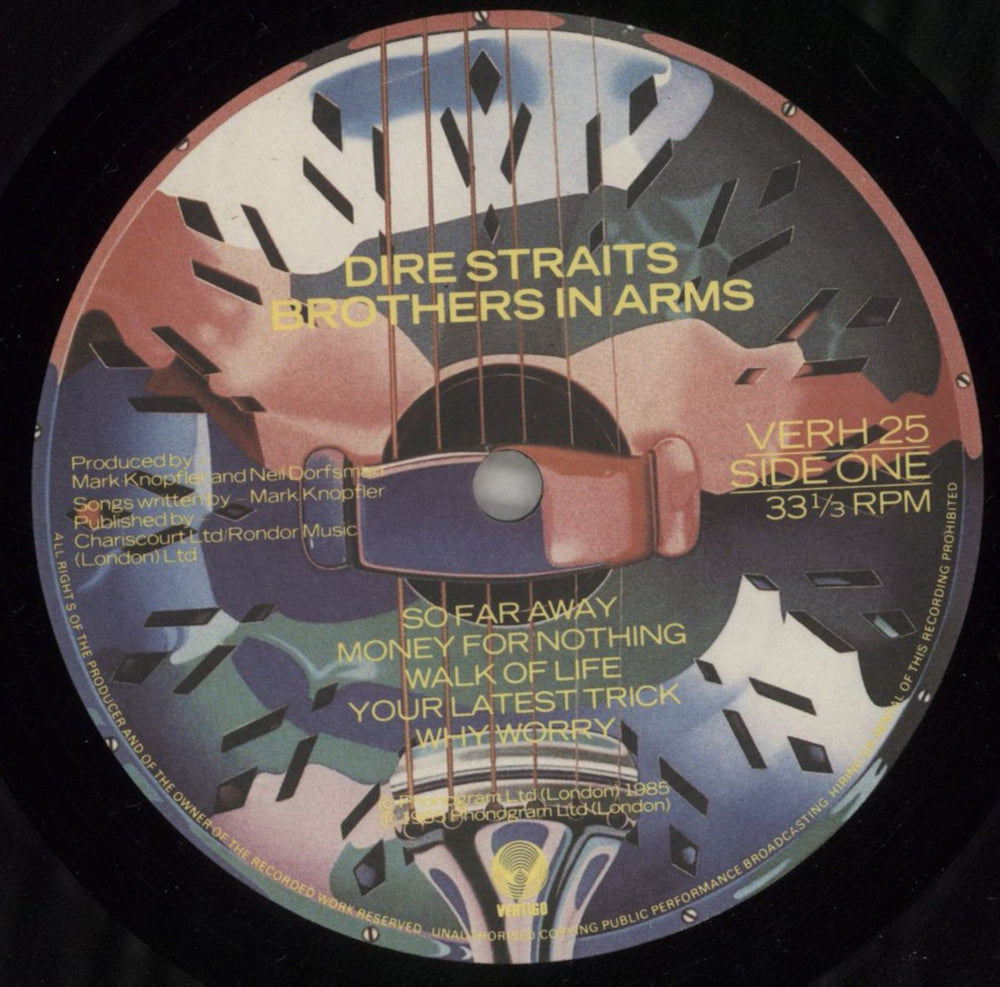 DIRE STRAITS
BROTHERS IN ARMS
VERH 25
SIDE ONE
33 1/3 RPM
Produced by –
Mark Knopfler and Neil Dorfsman
Songs written by – Mark Knopfler
Published by
Chariscourt Ltd/Rondor Music
(London) Ltd
SO FAR AWAY
MONEY FOR NOTHING
WALK OF LIFE
YOUR LATEST TRICK
WHY WORRY
© Phonogram Ltd (London) 1985
℗ 1985 Phonogram Ltd (London)
VERTIGO
ALL RIGHTS OF THE PRODUCER AND OF THE OWNER OF THE RECORDED WORK RESERVED. UNAUTHORISED COPYING PUBLIC PERFORMANCE BROADCASTING HIRING OR RENTAL OF THIS RECORDING PROHIBITED